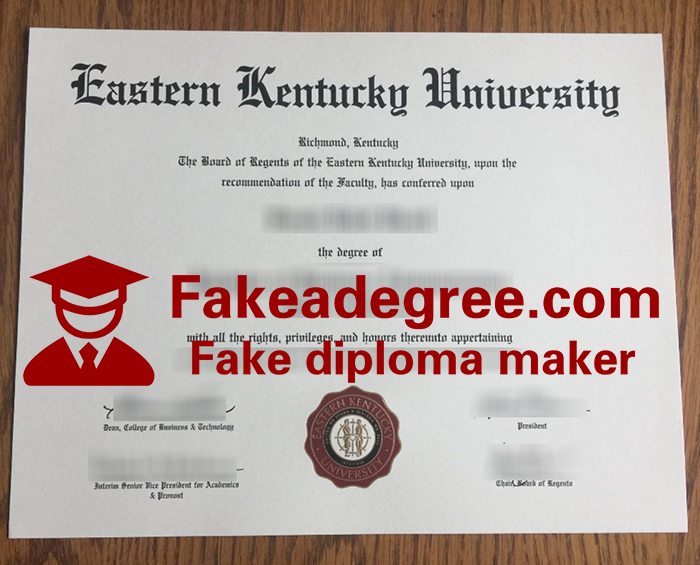 Eastern Kentucky University
Richmond, Kentucky
The Board of Regents of the Eastern Kentucky University, upon the
recommendation of the Faculty, has conferred upon
the degree of
Fakeadegree.com
with all the rights, privileges, and honors thereunto appertaining
Fake diploma maker
Dean, College of Business & Technology
President
Interim Senior Vice President for Academics
& Provost
Chair, Board of Regents
EASTERN KENTUCKY
UNIVERSITY